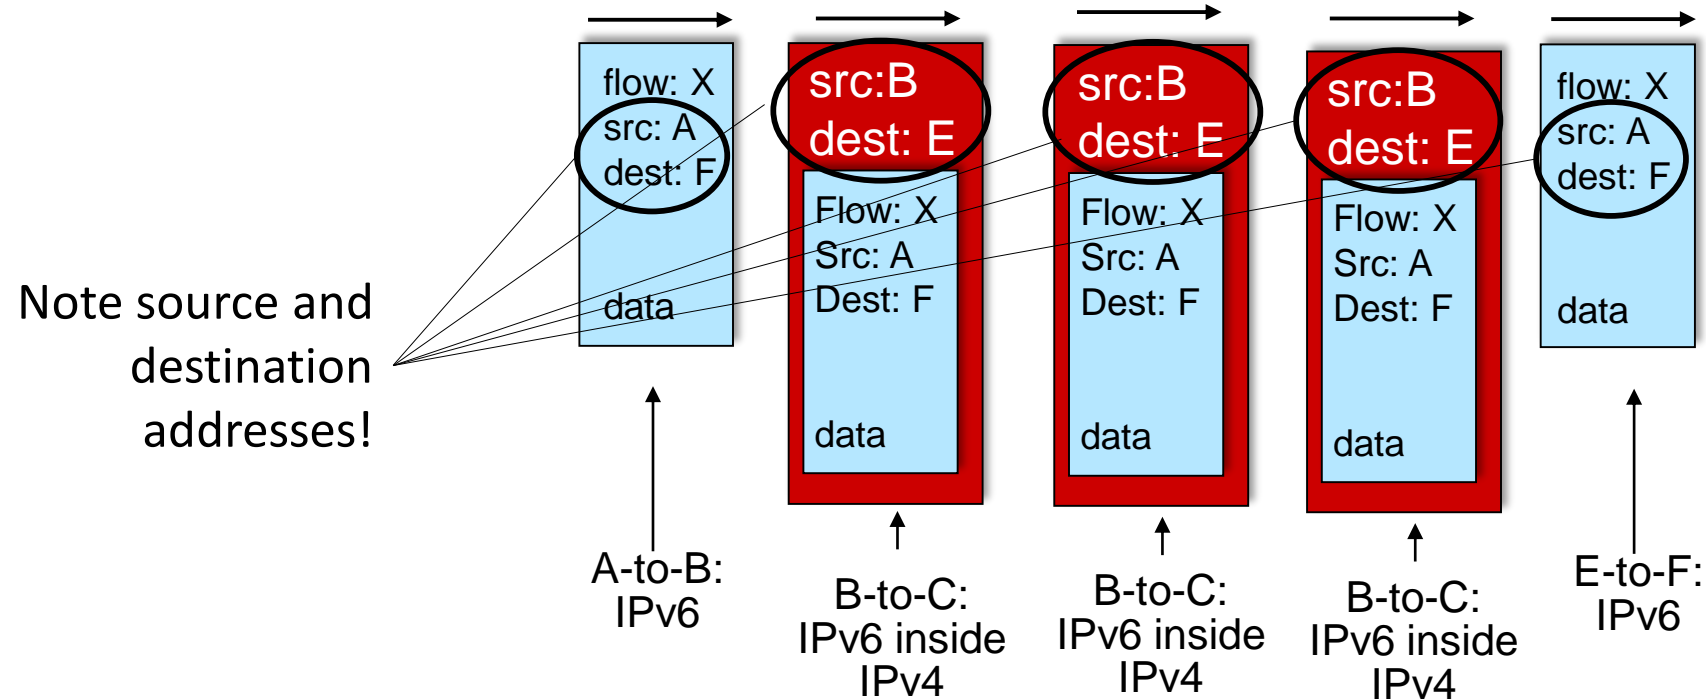 Note source and
destination
addresses!
flow: X
src: A
dest: F
data
A-to-B:
IPv6
src:B
dest: E
Flow: X
Src: A
Dest: F
data
B-to-C:
IPv6 inside
IPv4
src:B
dest: E
Flow: X
Src: A
Dest: F
data
B-to-C:
IPv6 inside
IPv4
src:B
dest: E
Flow: X
Src: A
Dest: F
data
B-to-C:
IPv6 inside
IPv4
flow: X
src: A
dest: F
data
E-to-F:
IPv6